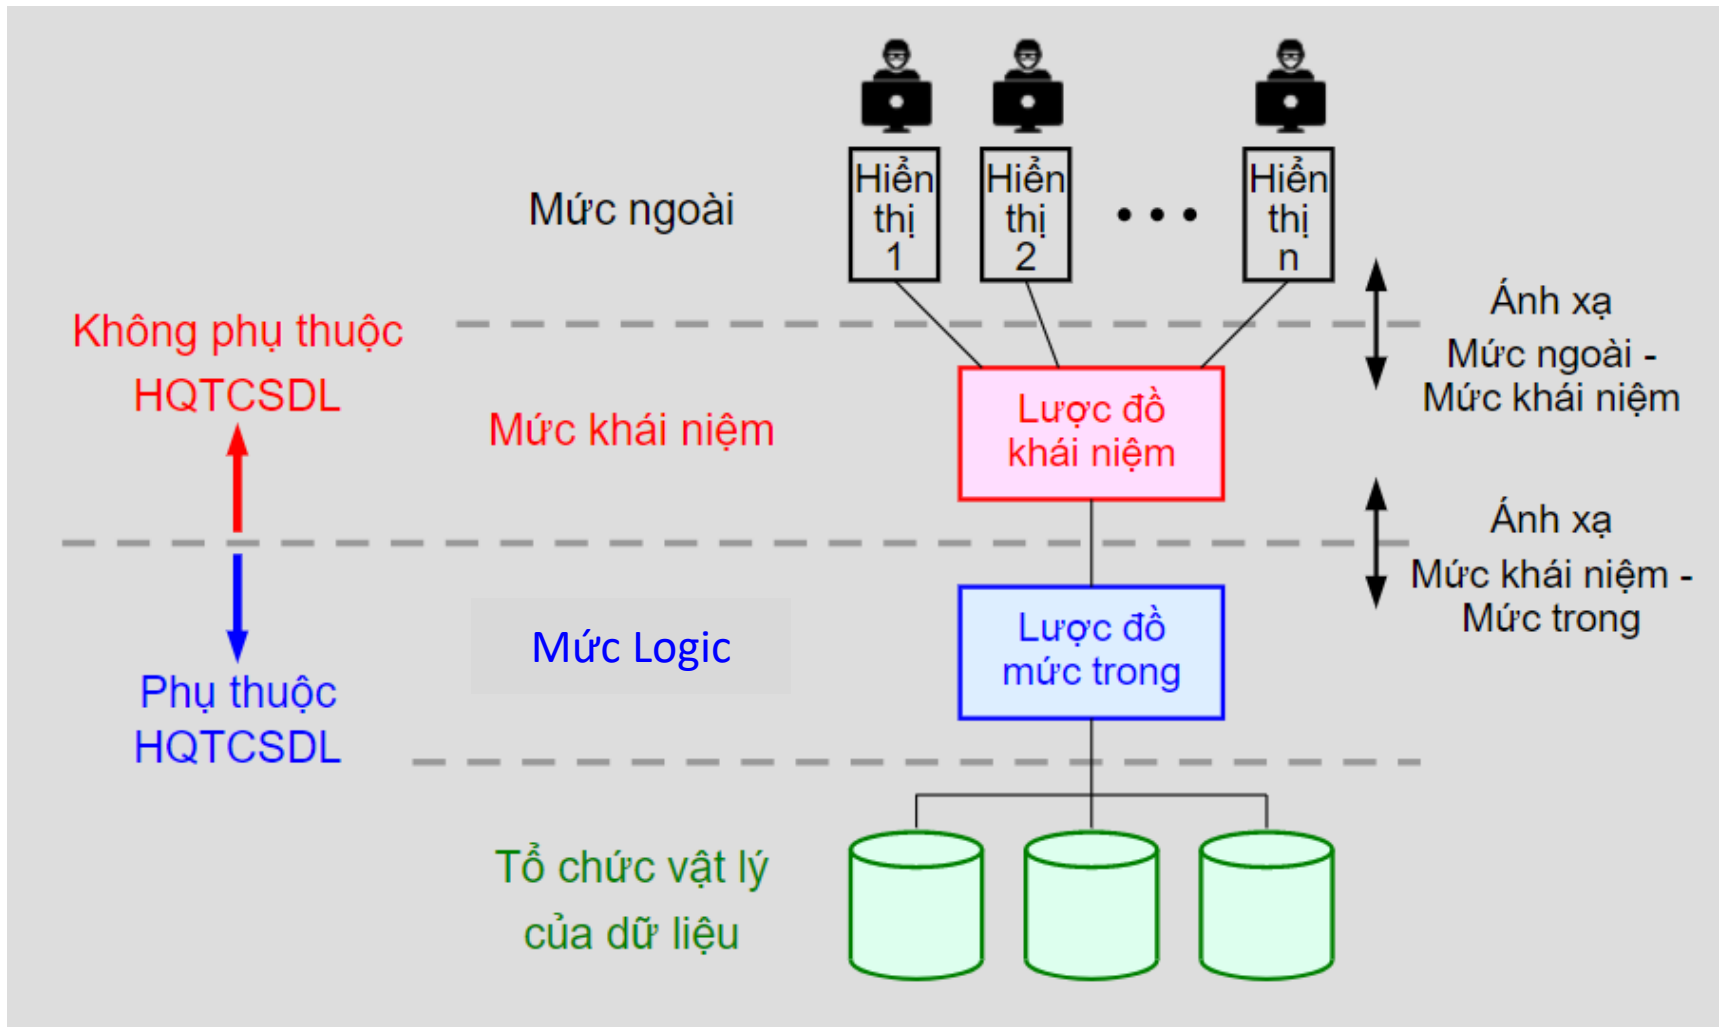 Hiển
thị
1
Hiển
thị
2
Hiển
thị
n
Mức ngoài
Ánh xạ
Mức ngoài -
Mức khái niệm
Không phụ thuộc
HQTCSDL
Mức khái niệm
Lược đồ
khái niệm
Ánh xạ
Mức khái niệm -
Mức trong
Mức Logic
Lược đồ
mức trong
Phụ thuộc
HQTCSDL
Tổ chức vật lý
của dữ liệu